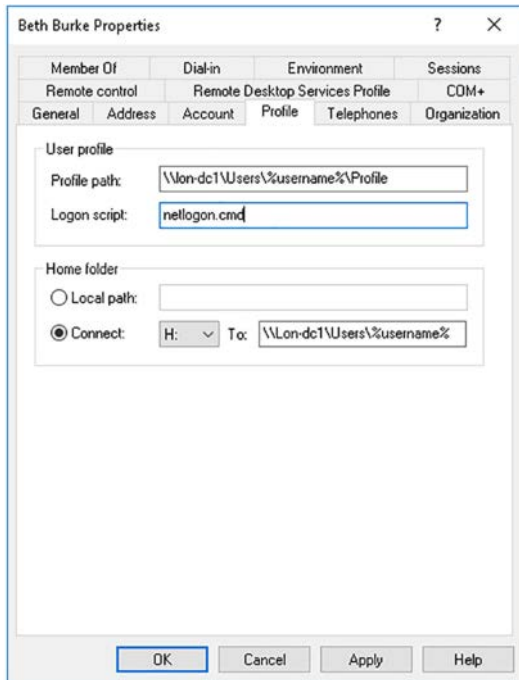 Beth Burke Properties ? ×
Member Of Dial-in Environment Sessions
Remote control Remote Desktop Services Profile COM+
General Address Account Profile Telephones Organization
User profile
Profile path: \\lon-dc1\Users\%username%\Profile
Logon script: netlogon.cmd
Home folder
Local path:
Connect: H: To: \\Lon-dc1\Users\%username%
OK Cancel Apply Help